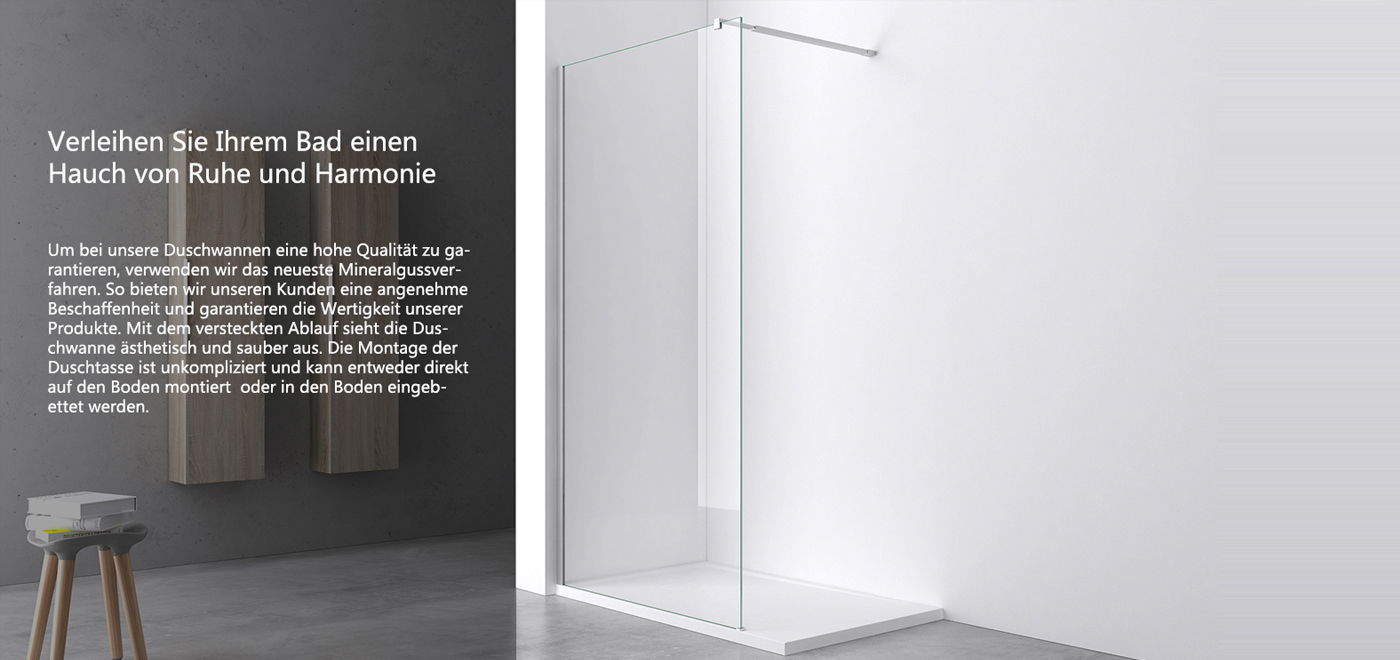 Verleihen Sie Ihrem Bad einen
Hauch von Ruhe und Harmonie
Um bei unsere Duschwannen eine hohe Qualität zu ga-
rantieren, verwenden wir das neueste Mineralgussver-
fahren. So bieten wir unseren Kunden eine angenehme
Beschaffenheit und garantieren die Wertigkeit unserer
Produkte. Mit dem versteckten Ablauf sieht die Dus-
chwanne ästhetisch und sauber aus. Die Montage der
Duschtasse ist unkompliziert und kann entweder direkt
auf den Boden montiert  oder in den Boden eingeb-
ettet werden.